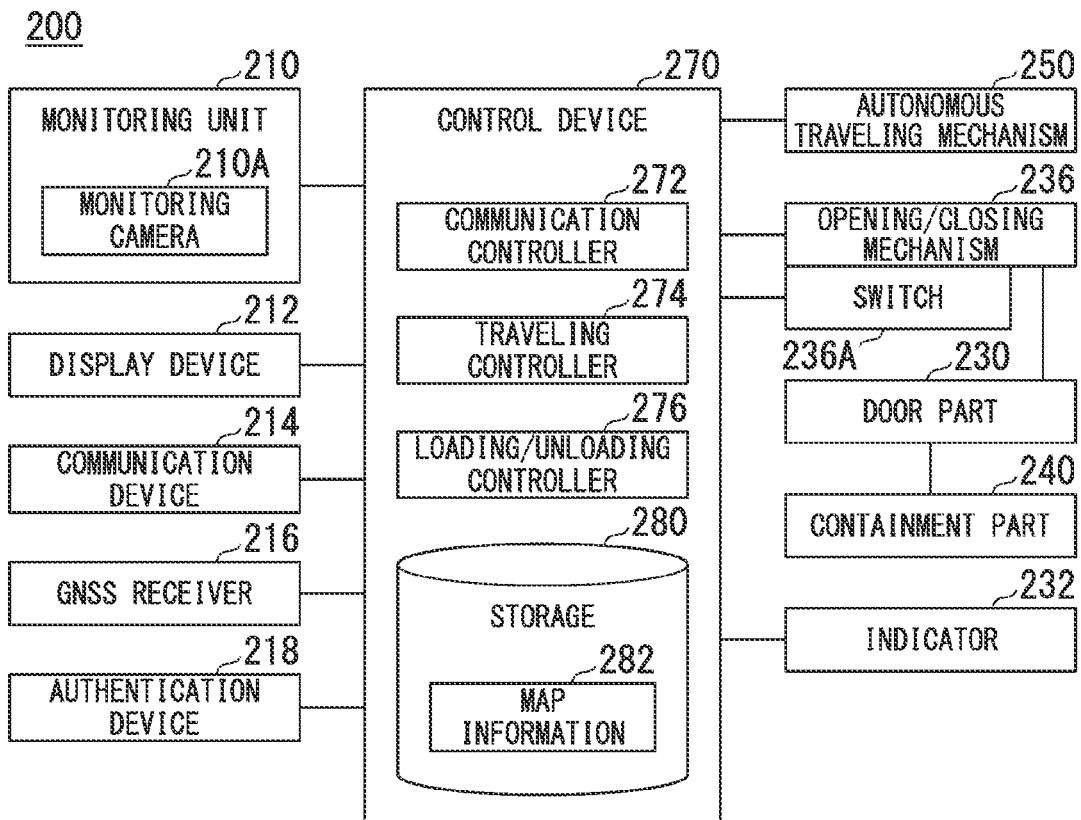 200
210
MONITORING UNIT
210A
MONITORING
CAMERA
212
DISPLAY DEVICE
214
COMMUNICATION
DEVICE
216
GNSS RECEIVER
218
AUTHENTICATION
DEVICE
270
CONTROL DEVICE
272
COMMUNICATION
CONTROLLER
274
TRAVELING
CONTROLLER
276
LOADING/UNLOADING
CONTROLLER
280
STORAGE
282
MAP
INFORMATION
250
AUTONOMOUS
TRAVELING MECHANISM
236
OPENING/CLOSING
MECHANISM
SWITCH
236A
230
DOOR PART
240
CONTAINMENT PART
232
INDICATOR